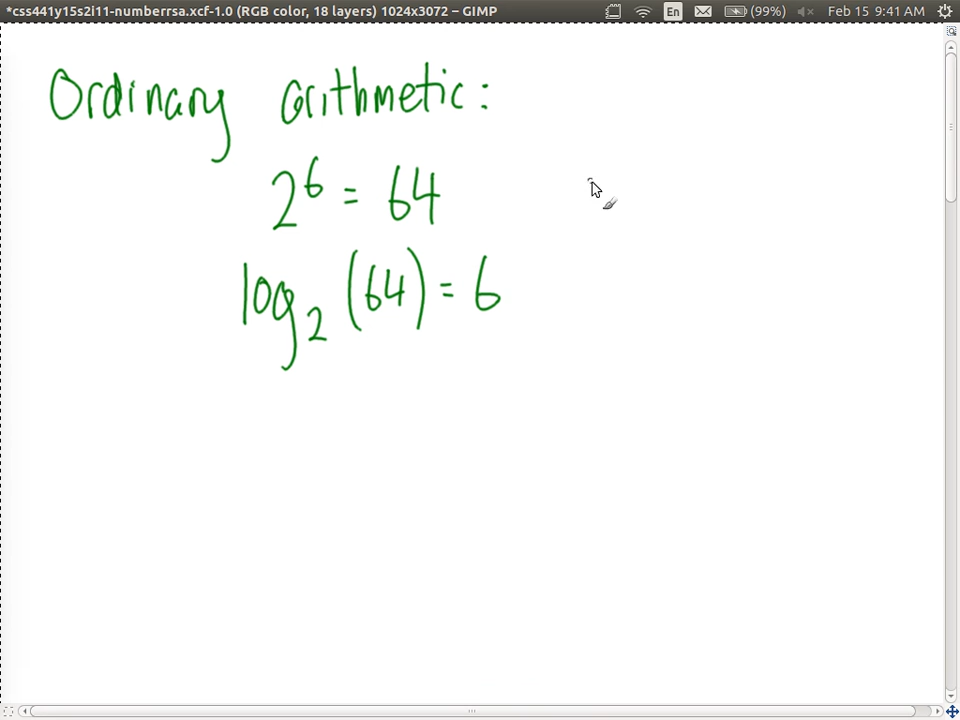 *css441y15s2i11-numberrsa.xcf-1.0 (RGB color, 18 layers) 1024x3072 – GIMP En (99%) Feb 15 9:41 AM
Ordinary arithmetic:
2⁶ = 64
log₂ (64) = 6